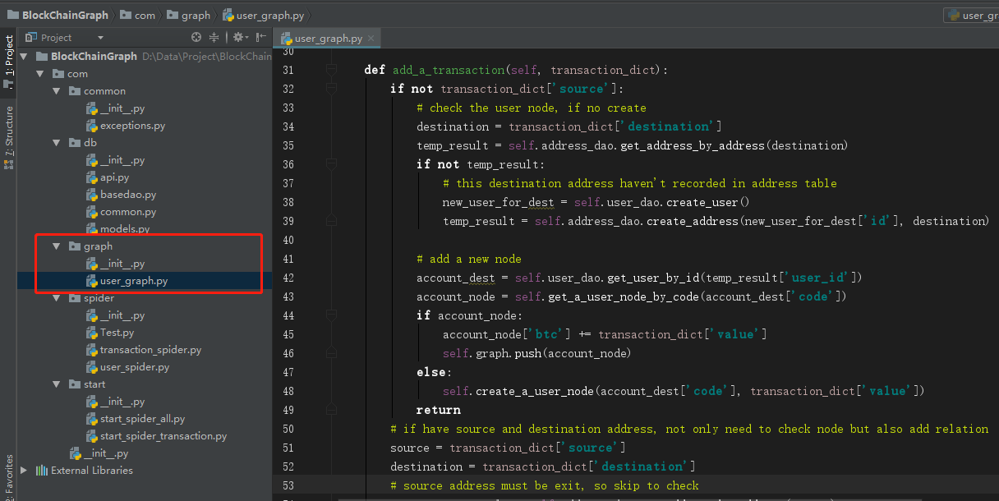 BlockChainGraph com graph user_graph.py user_gr
Project
user_graph.py
1: Project
7: Structure
2: Favorites
BlockChainGraph D:\Data\Project\BlockChain
com
common
__init__.py
exceptions.py
db
__init__.py
api.py
basedao.py
common.py
models.py
graph
__init__.py
user_graph.py
spider
__init__.py
Test.py
transaction_spider.py
user_spider.py
start
__init__.py
start_spider_all.py
start_spider_transaction.py
__init__.py
External Libraries
30
31 def add_a_transaction(self, transaction_dict):
32 if not transaction_dict['source']:
33 # check the user node, if no create
34 destination = transaction_dict['destination']
35 temp_result = self.address_dao.get_address_by_address(destination)
36 if not temp_result:
37 # this destination address haven't recorded in address table
38 new_user_for_dest = self.user_dao.create_user()
39 temp_result = self.address_dao.create_address(new_user_for_dest['id'], destination)
40
41 # add a new node
42 account_dest = self.user_dao.get_user_by_id(temp_result['user_id'])
43 account_node = self.get_a_user_node_by_code(account_dest['code'])
44 if account_node:
45 account_node['btc'] += transaction_dict['value']
46 self.graph.push(account_node)
47 else:
48 self.create_a_user_node(account_dest['code'], transaction_dict['value'])
49 return
50 # if have source and destination address, not only need to check node but also add relation
51 source = transaction_dict['source']
52 destination = transaction_dict['destination']
53 # source address must be exit, so skip to check